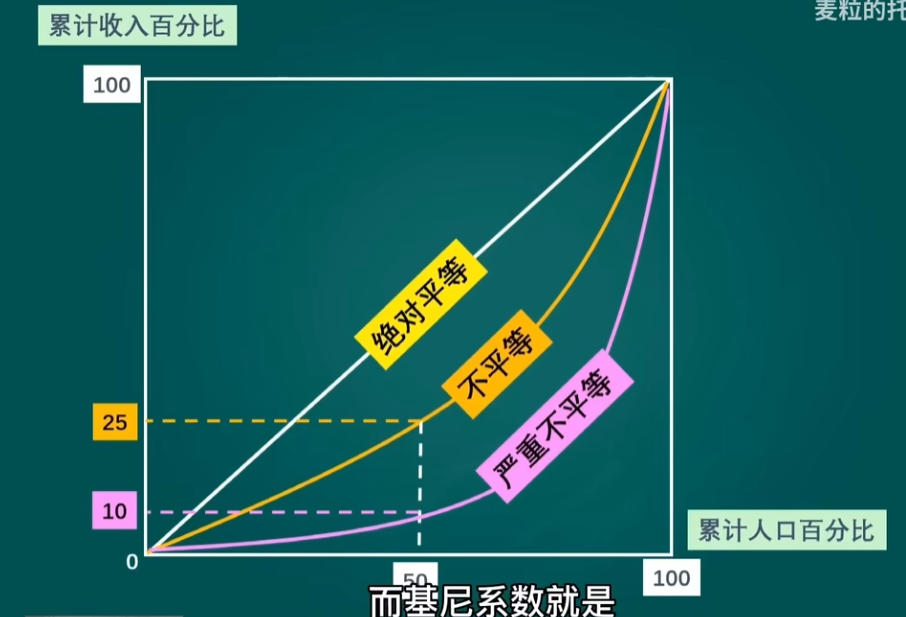 麦粒的托
累计收入百分比
100
绝对平等
不平等
严重不平等
25
10
累计人口百分比
0
50
100
而基尼系数就是